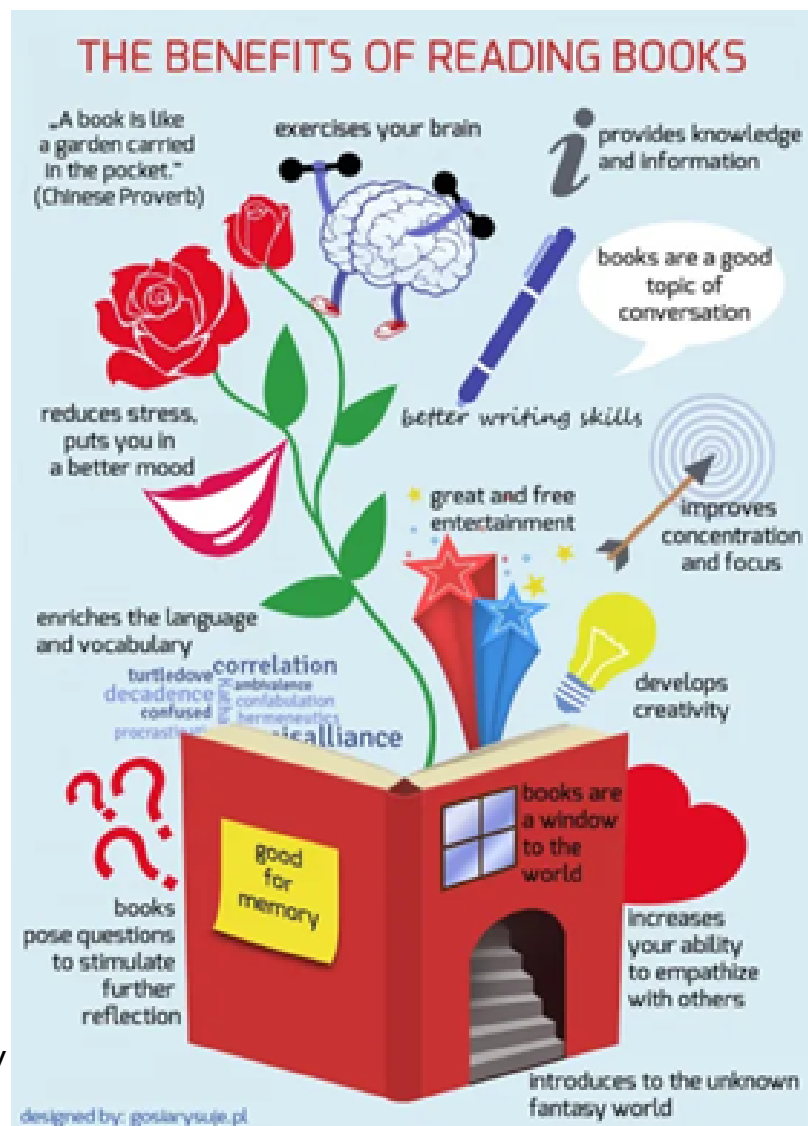 THE BENEFITS OF READING BOOKS
„A book is like
a garden carried
in the pocket.”
(Chinese Proverb)
exercises your brain
provides knowledge
and information
books are a good
topic of
conversation
better writing skills
reduces stress,
puts you in
a better mood
great and free
entertainment
improves
concentration
and focus
enriches the language
and vocabulary
correlation
turtledove
ambivalence
decadence
Kafka
confabulation
confused
hermeneutics
develops
creativity
books are
a window
to the
world
good
for
memory
books
pose questions
to stimulate
further
reflection
increases
your ability
to empathize
with others
introduces to the unknown
fantasy world
designed by: gosiarysuje.pl